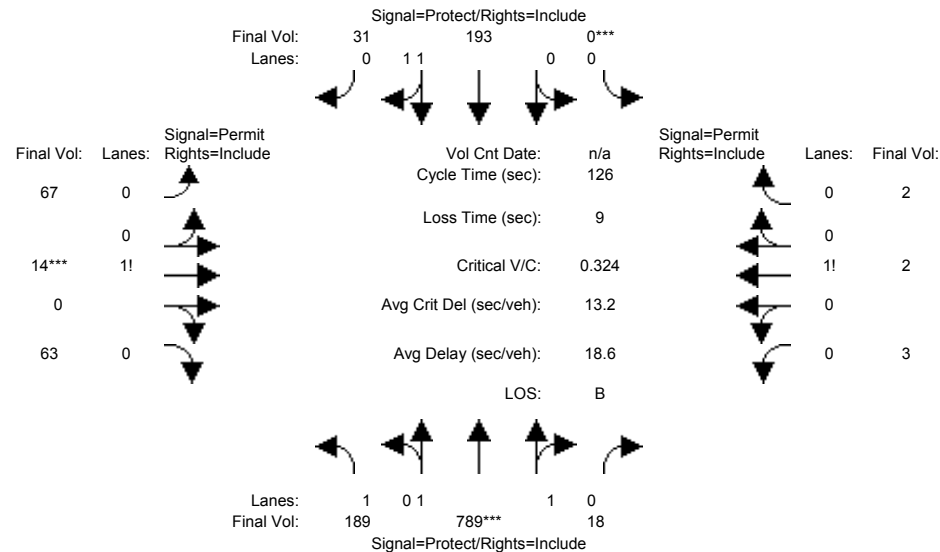 Signal=Protect/Rights=Include
Final Vol: 31 193 0***
Lanes: 0 1 1 0 0
Signal=Permit Signal=Permit
Final Vol: Lanes: Rights=Include Vol Cnt Date: n/a Rights=Include Lanes: Final Vol:
Cycle Time (sec): 126
67 0 0 2
Loss Time (sec): 9
0 0
14*** 1! Critical V/C: 0.324 1! 2
0 Avg Crit Del (sec/veh): 13.2 0
63 0 Avg Delay (sec/veh): 18.6 0 3
LOS: B
Lanes: 1 0 1 1 0
Final Vol: 189 789*** 18
Signal=Protect/Rights=Include